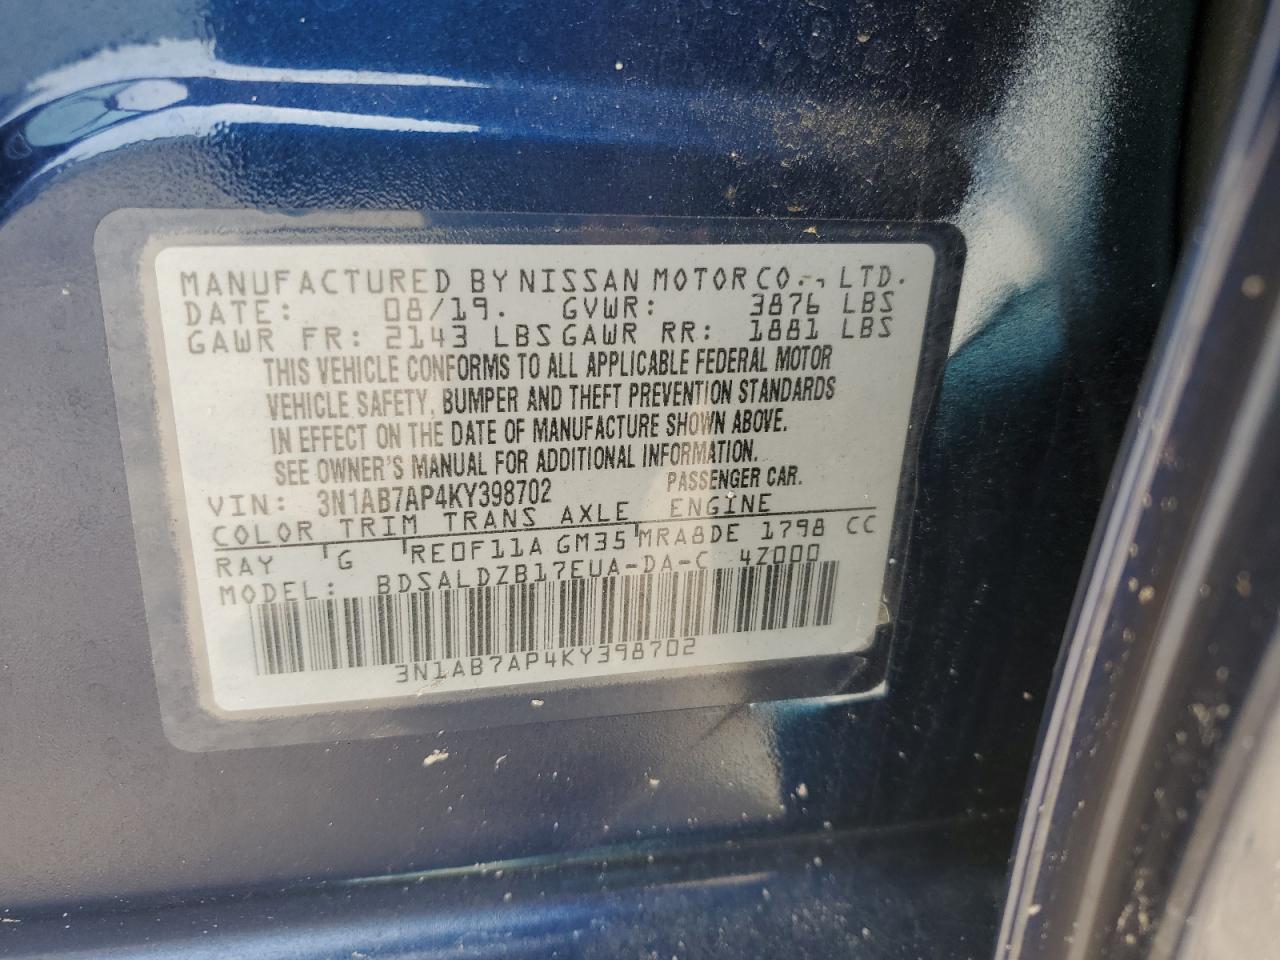 MANUFACTURED BY NISSAN MOTOR CO., LTD.
DATE: 08/19. GVWR: 3876 LBS
GAWR FR: 2143 LBS GAWR RR: 1881 LBS
THIS VEHICLE CONFORMS TO ALL APPLICABLE FEDERAL MOTOR
VEHICLE SAFETY, BUMPER AND THEFT PREVENTION STANDARDS
IN EFFECT ON THE DATE OF MANUFACTURE SHOWN ABOVE.
SEE OWNER'S MANUAL FOR ADDITIONAL INFORMATION.
VIN: 3N1AB7AP4KY398702 PASSENGER CAR.
COLOR TRIM TRANS AXLE ENGINE
RAY G RE0F11A GM35 MRA8DE 1798 CC
MODEL: BDSALDZB17EUA-DA-C 4Z000
3N1AB7AP4KY398702